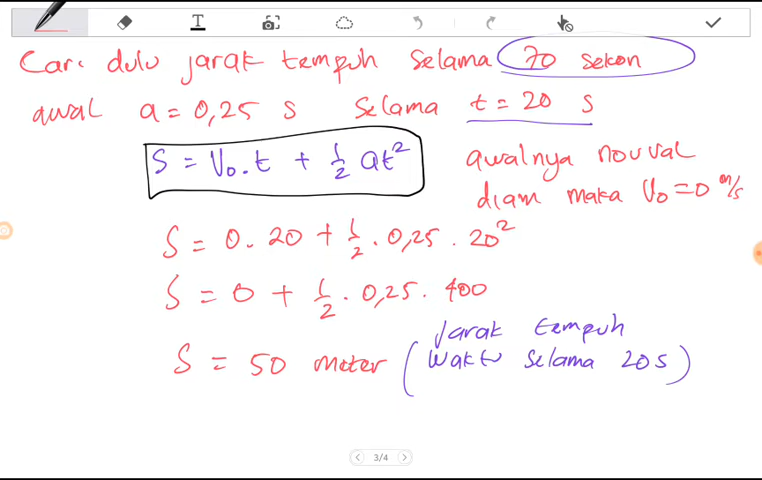 T
Cari dulu jarak tempuh selama 70 sekon
awal a = 0,25 s selama t = 20 s
S = V₀.t + ½ at²
awalnya nouval
diam maka V₀ = 0 m/s
S = 0. 20 + ½ . 0,25 . 20²
S = 0 + ½ . 0,25 . 400
S = 50 meter
(Jarak tempuh
waktu selama 20 s)
3/4